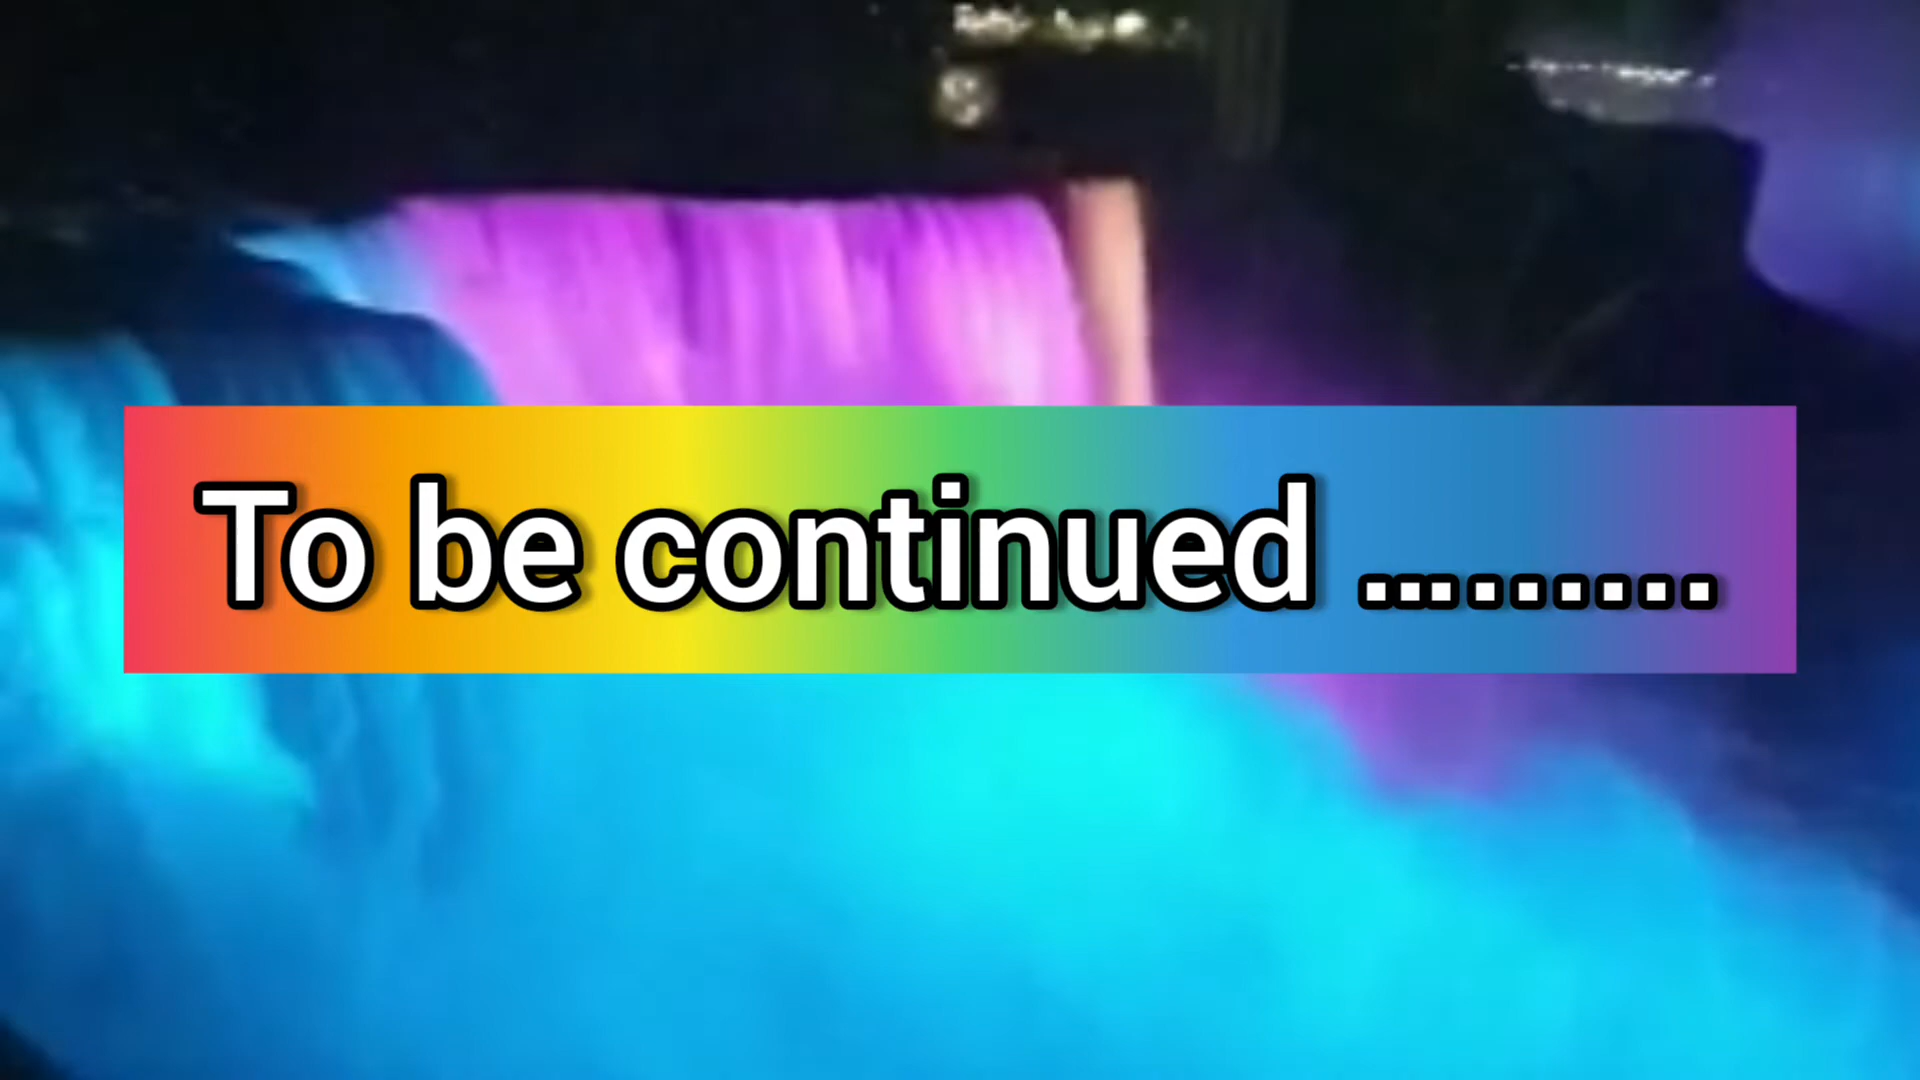 To be continued …......